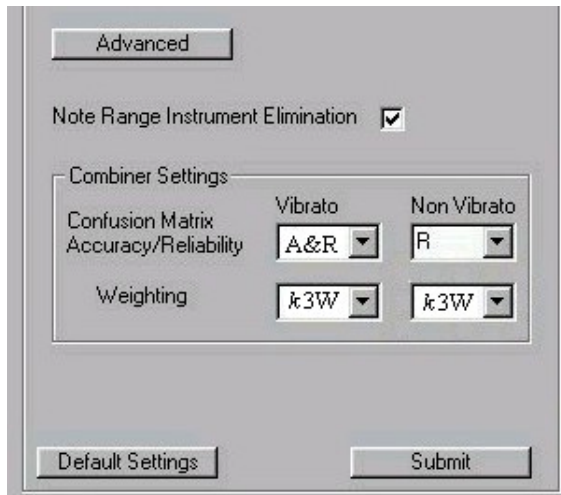 Advanced
Note Range Instrument Elimination
Combiner Settings
Vibrato Non Vibrato
Confusion Matrix
Accuracy/Reliability A&R R
Weighting k3W k3W
Default Settings Submit